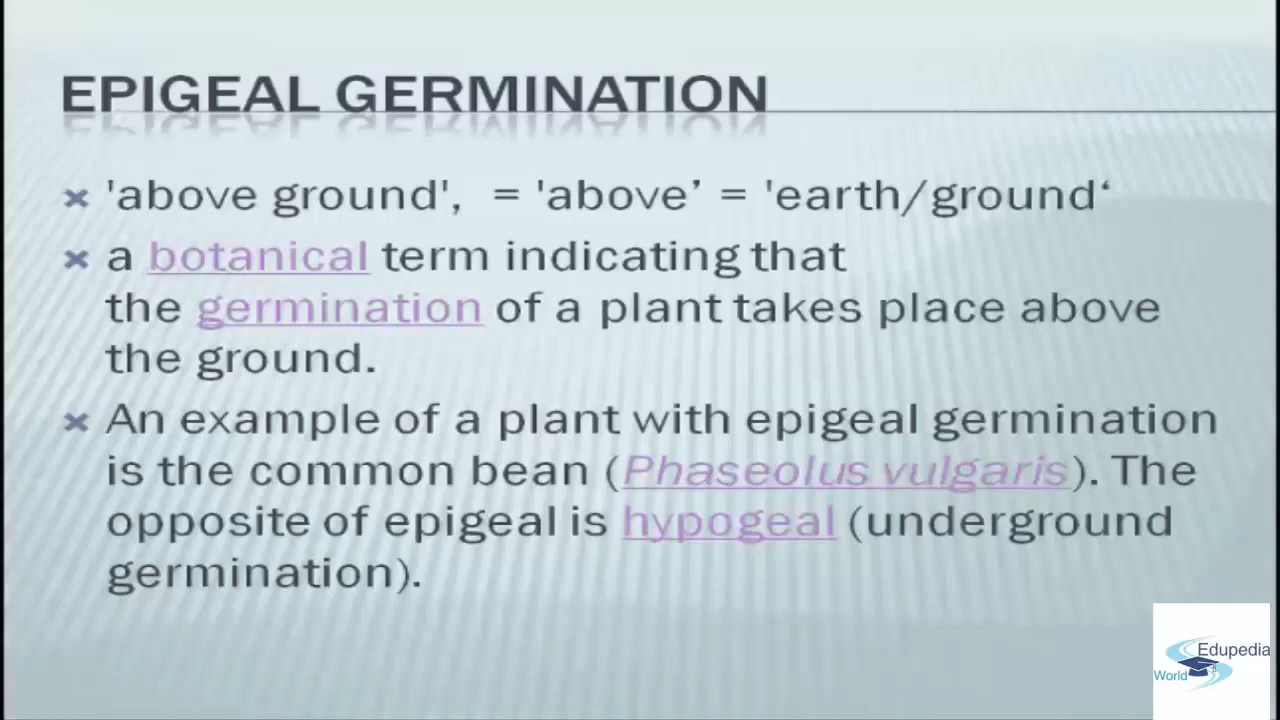 EPIGEAL GERMINATION
'above ground',  = 'above’ = 'earth/ground‘
a botanical term indicating that
the germination of a plant takes place above
the ground.
An example of a plant with epigeal germination
is the common bean (Phaseolus vulgaris). The
opposite of epigeal is hypogeal (underground
germination).
Edupedia
World